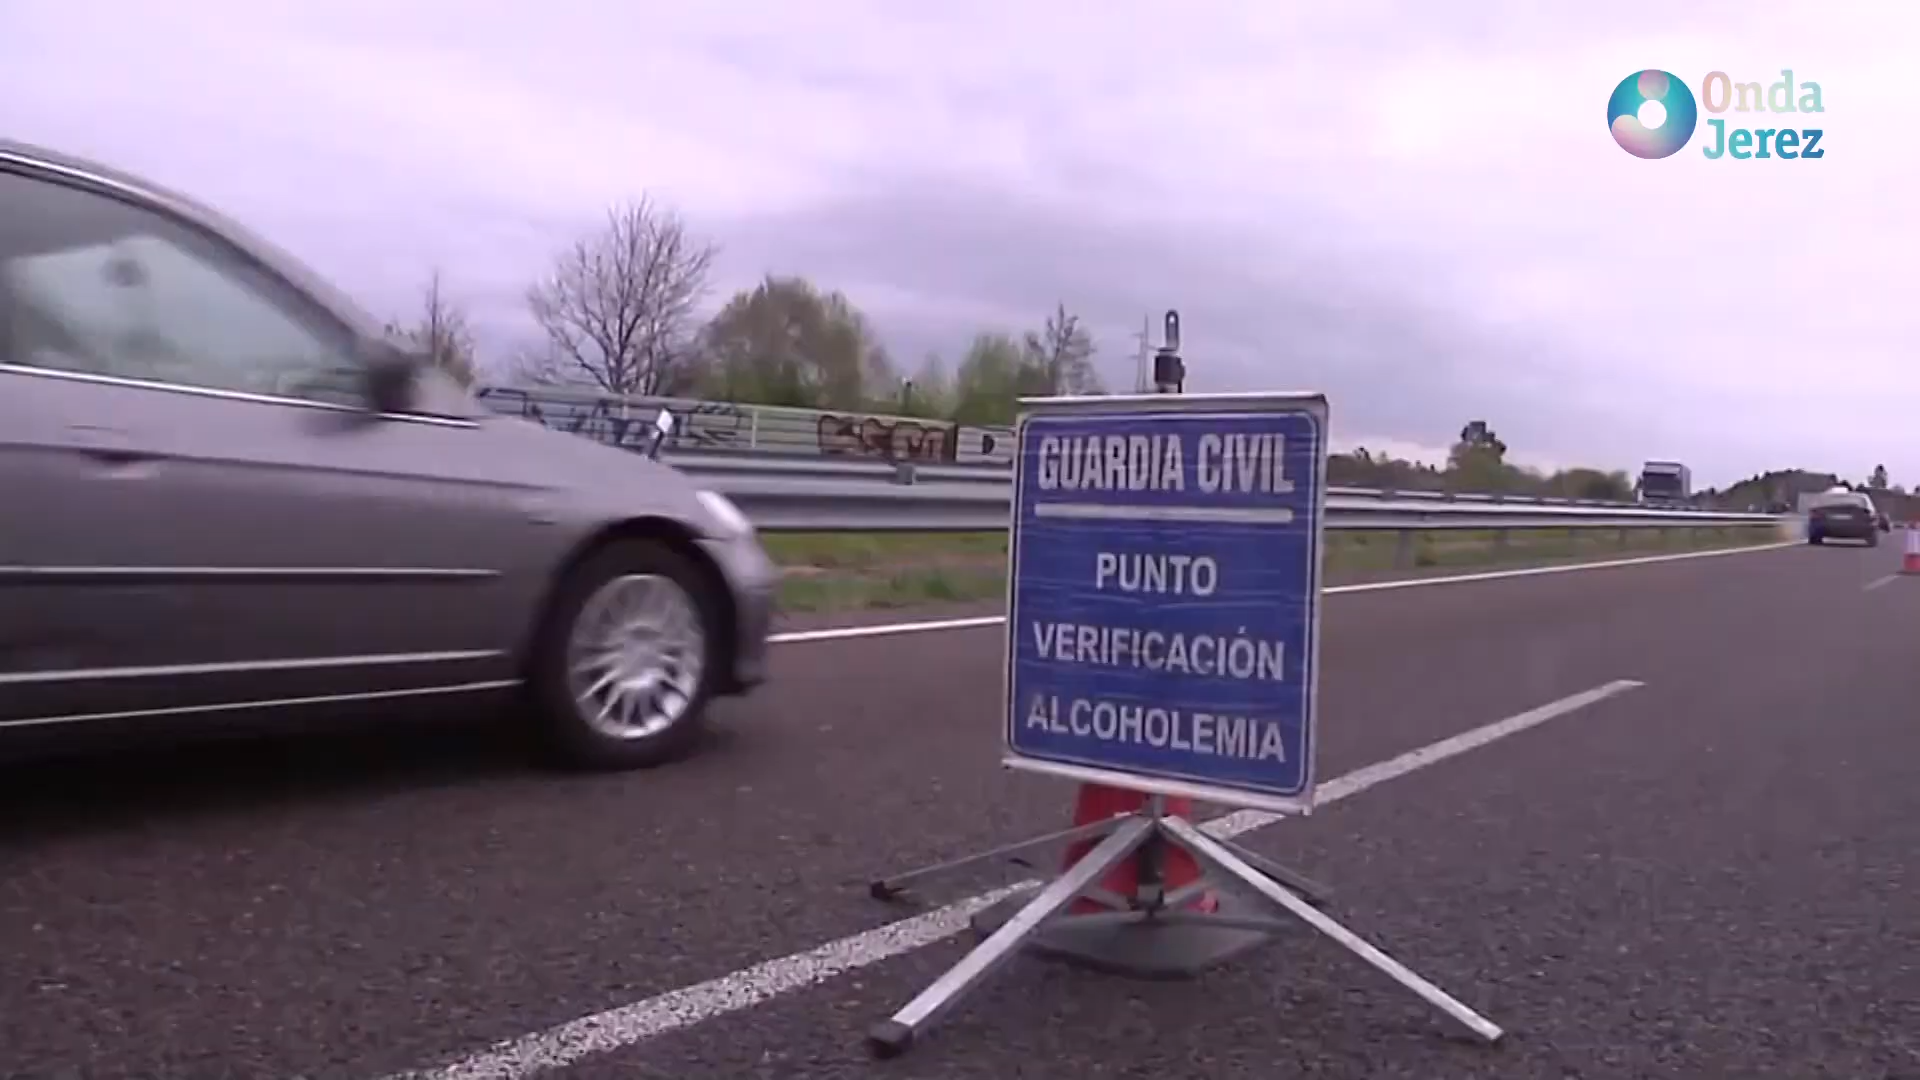 Onda
Jerez
GUARDIA CIVIL
PUNTO
VERIFICACIÓN
ALCOHOLEMIA